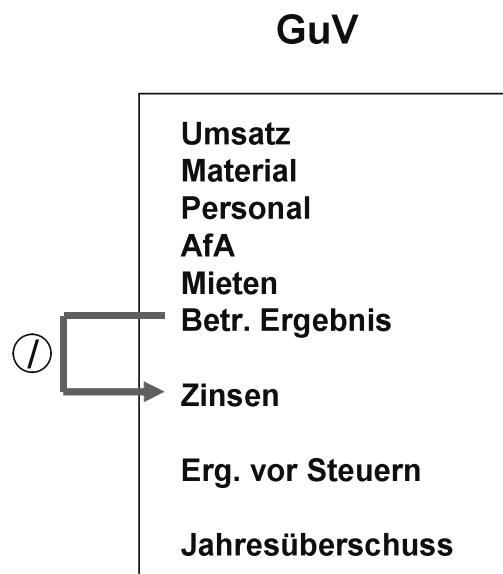 GuV
Umsatz
Material
Personal
AfA
Mieten
Betr. Ergebnis
/
Zinsen
Erg. vor Steuern
Jahresüberschuss